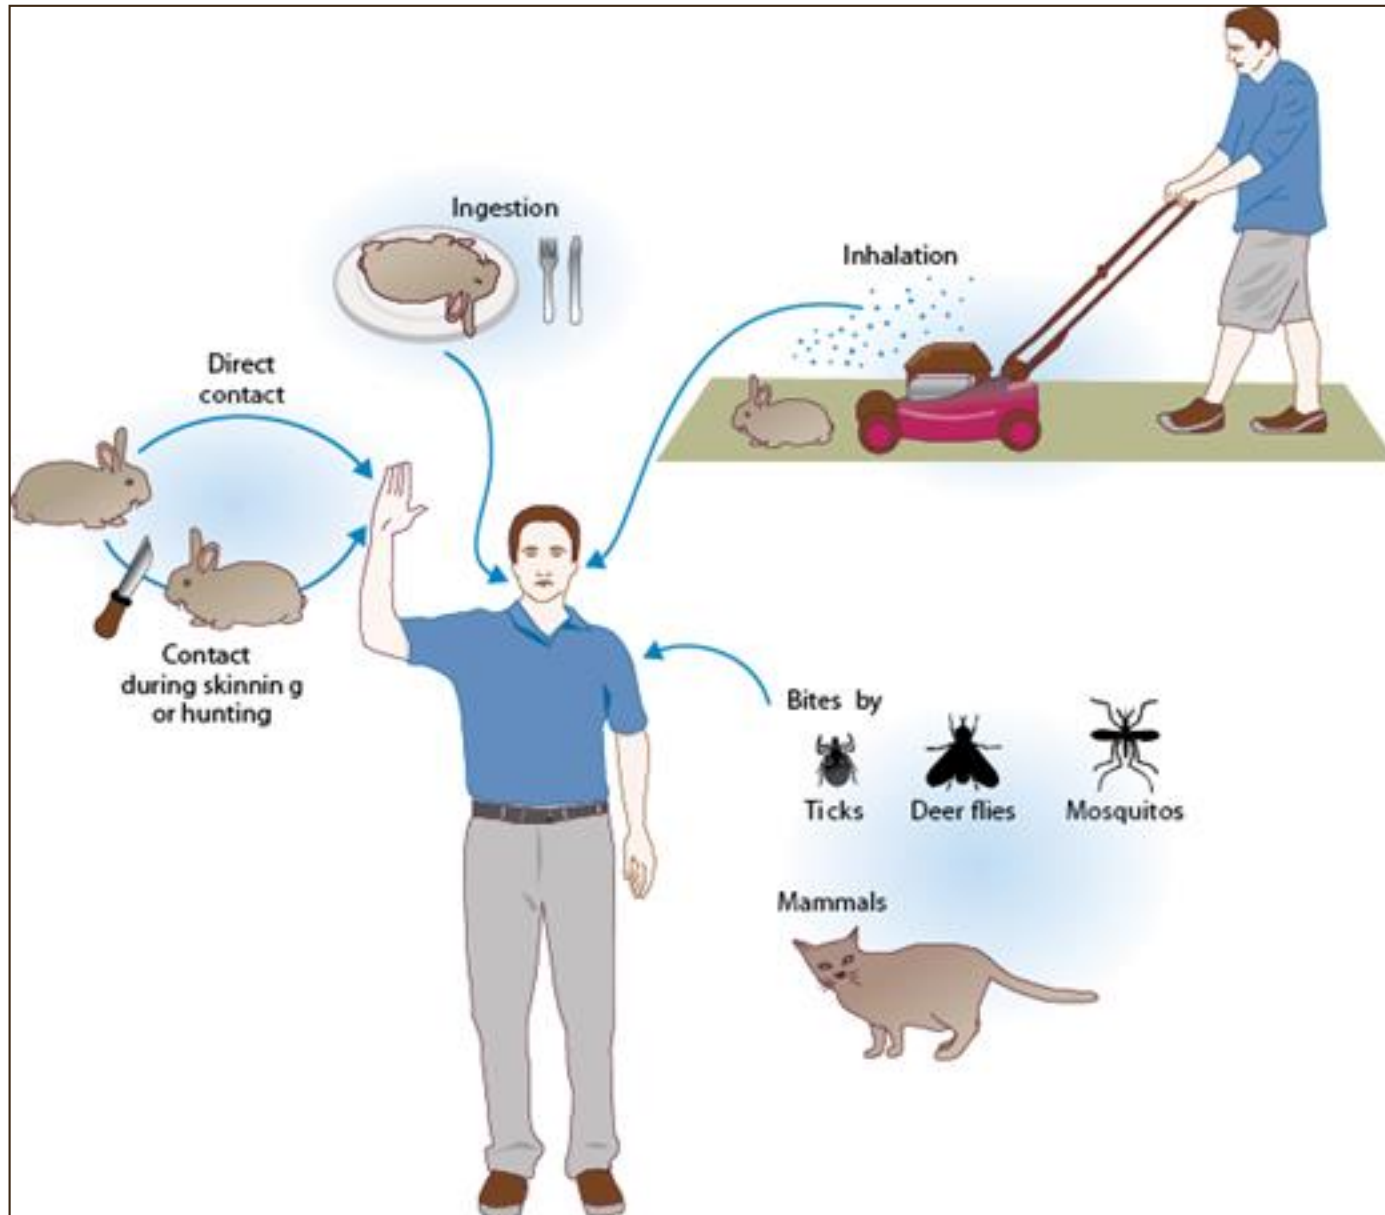 Ingestion
Inhalation
Direct
contact
Contact
during skinnin g
or hunting
Bites by
Ticks
Deer flies
Mosquitos
Mammals